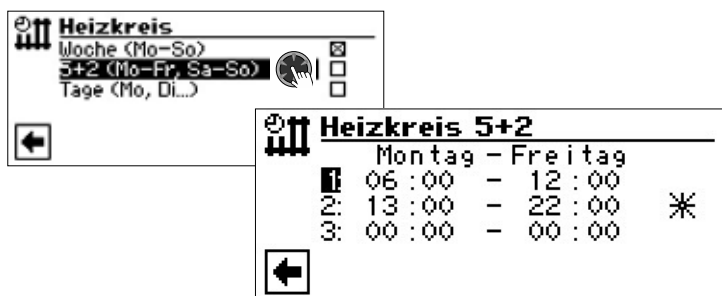 Heizkreis
Woche (Mo-So)
5+2 (Mo-Fr, Sa-So)
Tage (Mo, Di...)
Heizkreis 5+2
Montag - Freitag
1: 06:00 - 12:00
2: 13:00 - 22:00
3: 00:00 - 00:00